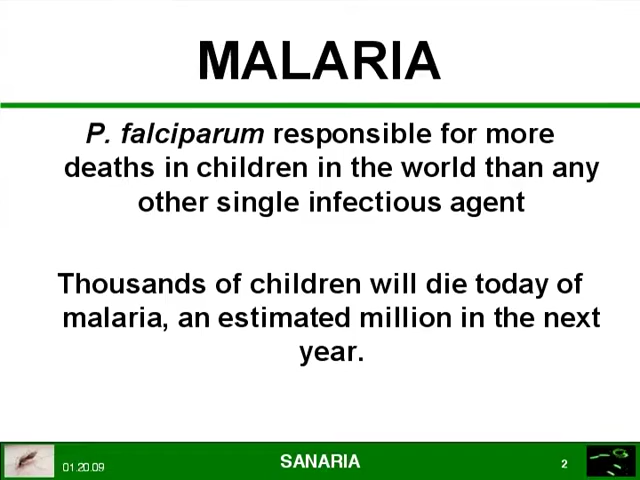 MALARIA
P. falciparum responsible for more
deaths in children in the world than any
other single infectious agent
Thousands of children will die today of
malaria, an estimated million in the next
year.
01.20.09
SANARIA
2